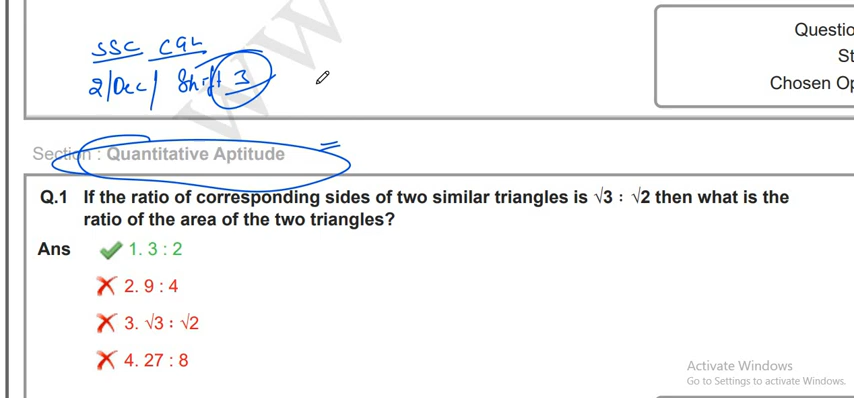 SSC CGL
2/Dec/ Shift 3
Questio
St
Chosen Op
WW
Section : Quantitative Aptitude
Q.1 If the ratio of corresponding sides of two similar triangles is √3 : √2 then what is the
ratio of the area of the two triangles?
Ans 1. 3 : 2
2. 9 : 4
3. √3 : √2
4. 27 : 8
Activate Windows
Go to Settings to activate Windows.